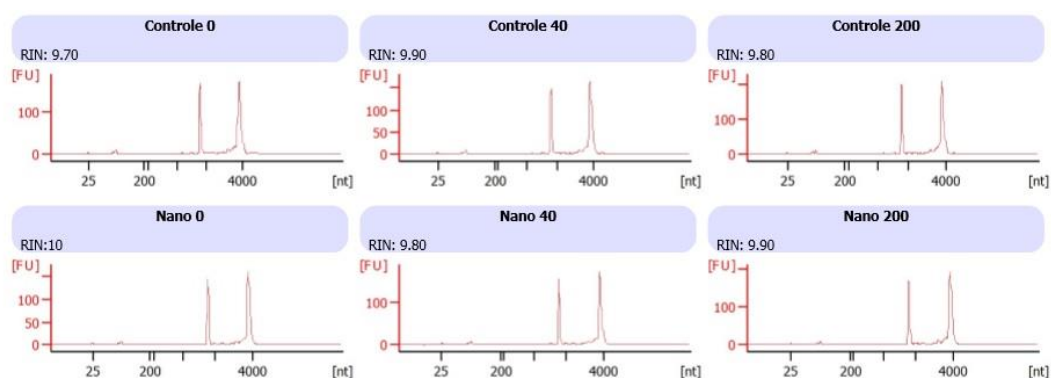 Controle 0
RIN: 9.70
[FU]
100
0
25
200
4000
[nt]
Controle 40
RIN: 9.90
[FU]
100
50
0
25
200
4000
[nt]
Controle 200
RIN: 9.80
[FU]
100
0
25
200
4000
[nt]
Nano 0
RIN:10
[FU]
100
50
0
25
200
4000
[nt]
Nano 40
RIN: 9.80
[FU]
100
0
25
200
4000
[nt]
Nano 200
RIN: 9.90
[FU]
100
0
25
200
4000
[nt]